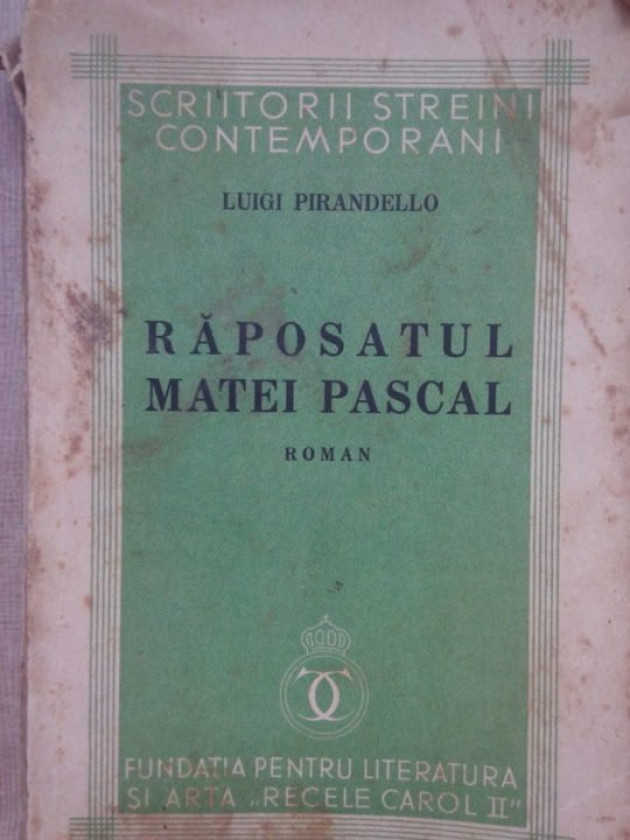 SCRIITORII STREINI
CONTEMPORANI
LUIGI PIRANDELLO
RĂPOSATUL
MATEI PASCAL
ROMAN
FUNDAȚIA PENTRU LITERATURA
ȘI ARTA „REGELE CAROL II"